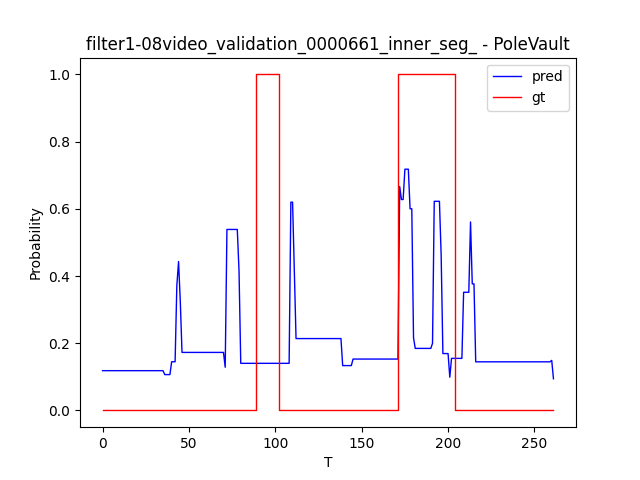 filter1-08video_validation_0000661_inner_seg_ - PoleVault
pred
gt
1.0
0.8
0.6
0.4
0.2
0.0
Probability
0 50 100 150 200 250
T